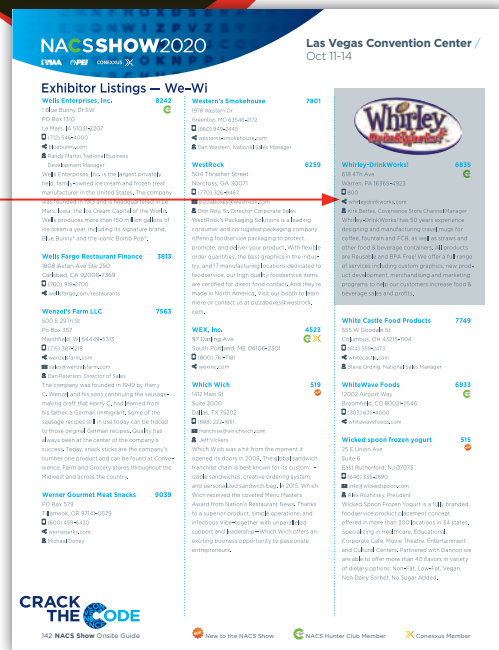 NACSSHOW2020
PMAA PEI CONEXXUS
Las Vegas Convention Center /
Oct 11-14
Exhibitor Listings — We-Wi
Wells Enterprises, Inc. 8242
1 Blue Bunny Dr SW
PO Box 1310
Le Mars, IA 51031-2207
(712) 546-4000
bluebunny.com
Randy Martin, National Business
Development Manager
Wells Enterprises, Inc. is the largest privately
held, family-owned ice cream and frozen treat
manufacturer in the United States. The company
was founded in 1913 and is headquartered in Le
Mars, Iowa, the Ice Cream Capital of the World.
Wells produces more than 150 million gallons of
ice cream a year, including its signature brand,
Blue Bunny® and the iconic Bomb Pop®.
Wells Fargo Restaurant Finance 3813
1808 Aston Ave Ste 250
Carlsbad, CA 92008-7369
(760) 918-2700
wellsfargo.com/restaurants
Wenzel's Farm LLC 7563
500 E 29th St
Po Box 357
Marshfield, WI 54449-5313
(715) 387-1218
wenzelsfarm.com
sales@wenzelsfarm.com
Dan Peterson, Director of Sales
The company was founded in 1949 by Harry
C. Wenzel and his sons continuing the sausage-
making craft that Harry C. had learned from
his father, a German immigrant. Some of the
sausage recipes still in use today can be traced
to those original German recipes. Quality has
always been at the center of the company's
success. Today, snack sticks are the company's
number-one product and can be found at Conve-
nience, Farm and Grocery stores throughout the
Midwest and across the country.
Werner Gourmet Meat Snacks 9039
PO Box 579
Tillamook, OR 97141-0579
(800) 459-6420
wernerjerky.com
Michael Doney
Western's Smokehouse 7801
1976 Western Dr
Greentop, MO 63546-2172
(660) 949-2445
westerns-smokehouse.com
Dan Western, National Sales Manager
WestRock 6259
504 Thrasher Street
Norcross, GA 30071
(770) 326-8467
pizzaboxes@westrock.com
Don Roy, Sr. Director Corporate Sales
WestRock's Packaging Solutions is a leading
consumer and corrugated packaging company
offering foodservice packaging to protect,
promote, and deliver your product. With flexible
order quantities, the best graphics in the indus-
try, and 17 manufacturing locations dedicated to
foodservice, our high-quality foodservice items
are certified for direct food contact. And they're
made in North America. Visit our booth to learn
more or contact us at pizzaboxes@westrock.
com.
WEX, Inc. 4523
97 Darling Ave
South Portland, ME 04106-2301
(800) 761-7181
wexinc.com
Which Wich 519
1412 Main St
Suite 2000
Dallas, TX 75202
(888) 222-1851
franchise@whichwich.com
Jeff Vickers
Which Wich was a hit from the moment it
opened its doors in 2003. The global sandwich
franchise chain is best known for its custom
izable sandwiches, creative ordering system,
and personalized sandwich bag. In 2015, Which
Wich received the coveted Menu Masters
Award from Nation's Restaurant News. Thanks
to a superior product, simple operations, and
infectious Vibe–together with unparalleled
support and leadership—Which Wich offers an
exciting business opportunity to passionate
entrepreneurs.
Whirley
DrinkWorks!
Whirley-DrinkWorks! 6835
618 4th Ave
Warren, PA 16365-4923
800
whirleydrinkworks.com
Kirk Bettes, Convenience Store Channel Manager
Whirley-DrinkWorks! has 50 years experience
designing and manufacturing travel mugs for
coffee, fountain and FCB, as well as straws and
other food & beverage containers. All products
are Reusable and BPA Free! We offer a full range
of services including custom graphics, new prod-
uct development, merchandising and marketing
programs to help our customers increase food &
beverage sales and profits.
White Castle Food Products 7749
555 W Goodale St
Columbus, OH 43215-1104
(614) 559-2473
whitecastle.com
Steve Ording, National Sales Manager
WhiteWave Foods 6933
12002 Airport Way
Broomfield, CO 80021-2546
(303) 635-4000
whitewavefoods.com
Wicked spoon frozen yogurt 515
25 E Union Ave
Suite 6
East Rutherford, NJ 07073
(646) 335-2890
info@wickedspoon.com
Alex Rozhitsky, President
Wicked Spoon Frozen Yogurt is a fully branded
foodservice product placement concept
offered in more than 300 locations in 34 states,
Specializing in Healthcare, Educational
Corporate Cafe, Movie Theatre, Entertainment
and Cultural Centers. Partnered with Dannon we
are able to offer more than 40 flavors in variety
of dietary options: Non-Fat, Low-Fat, Vegan,
Non Dairy Sorbet, No Sugar Added.
CRACK
THE CODE
142 NACS Show Onsite Guide
New to the NACS Show
NACS Hunter Club Member
Conexxus Member